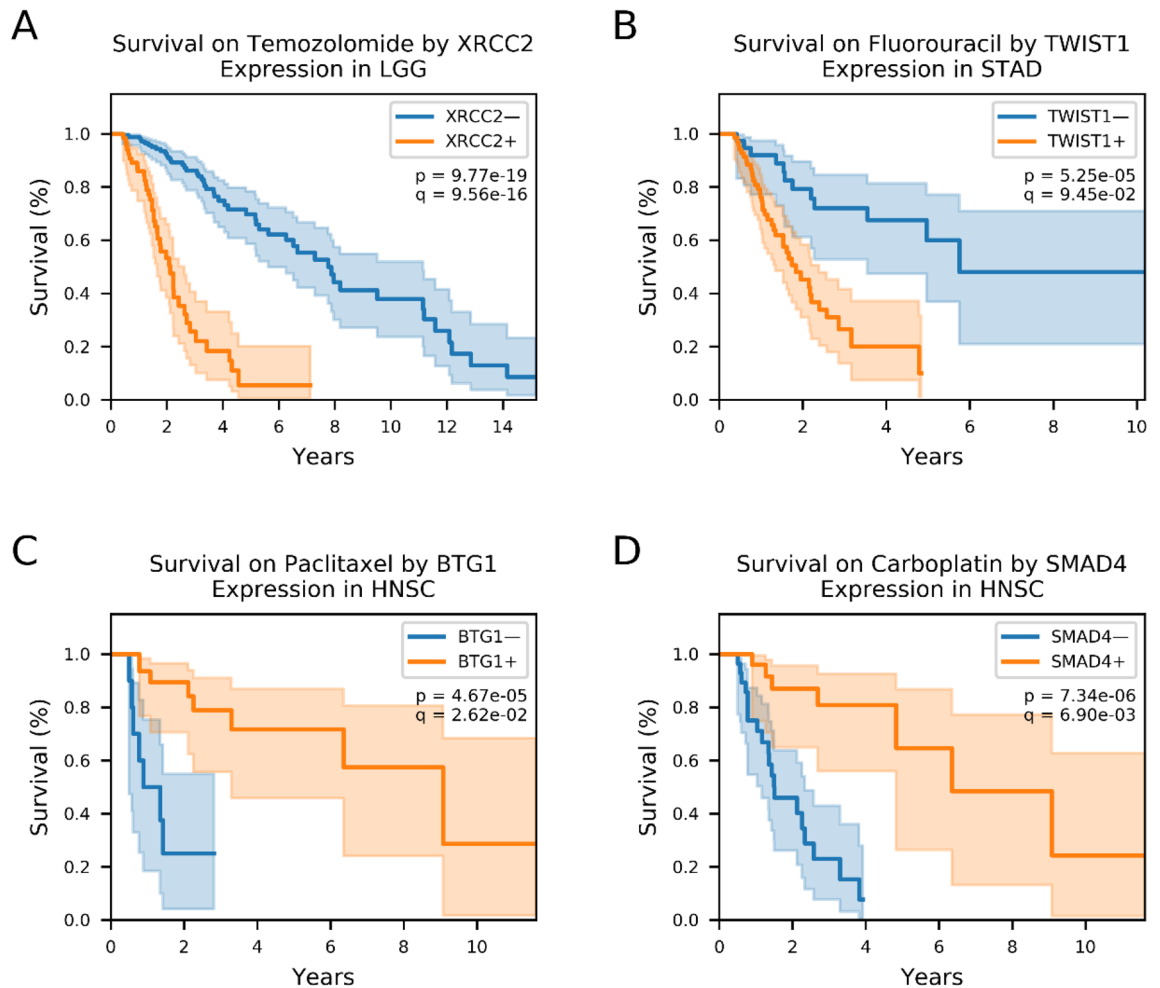 A
Survival on Temozolomide by XRCC2
Expression in LGG
XRCC2—
XRCC2+
p = 9.77e-19
q = 9.56e-16
1.0
0.8
0.6
0.4
0.2
0.0
Survival (%)
0 2 4 6 8 10 12 14
Years
B
Survival on Fluorouracil by TWIST1
Expression in STAD
TWIST1—
TWIST1+
p = 5.25e-05
q = 9.45e-02
1.0
0.8
0.6
0.4
0.2
0.0
Survival (%)
0 2 4 6 8 10
Years
C
Survival on Paclitaxel by BTG1
Expression in HNSC
BTG1—
BTG1+
p = 4.67e-05
q = 2.62e-02
1.0
0.8
0.6
0.4
0.2
0.0
Survival (%)
0 2 4 6 8 10
Years
D
Survival on Carboplatin by SMAD4
Expression in HNSC
SMAD4—
SMAD4+
p = 7.34e-06
q = 6.90e-03
1.0
0.8
0.6
0.4
0.2
0.0
Survival (%)
0 2 4 6 8 10
Years